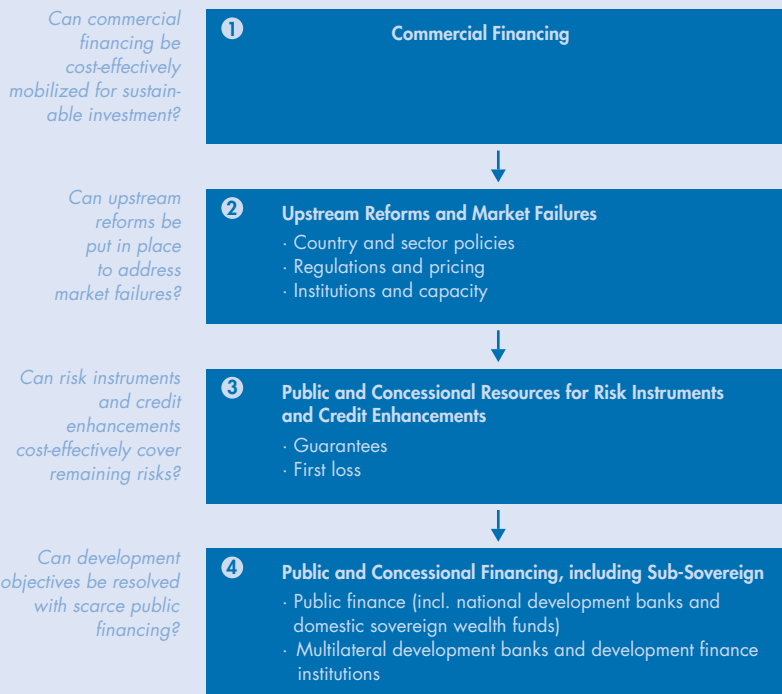 Can commercial
financing be
cost-effectively
mobilized for sustain-
able investment?
1
Commercial Financing
Can upstream
reforms be
put in place
to address
market failures?
2
Upstream Reforms and Market Failures
· Country and sector policies
· Regulations and pricing
· Institutions and capacity
Can risk instruments
and credit
enhancements
cost-effectively cover
remaining risks?
3
Public and Concessional Resources for Risk Instruments
and Credit Enhancements
· Guarantees
· First loss
Can development
objectives be resolved
with scarce public
financing?
4
Public and Concessional Financing, including Sub-Sovereign
· Public finance (incl. national development banks and
domestic sovereign wealth funds)
· Multilateral development banks and development finance
institutions